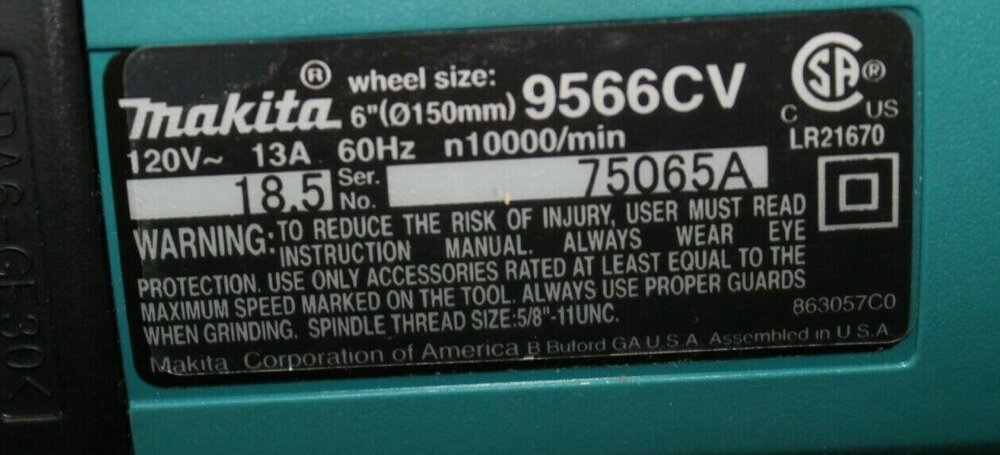 makita® wheel size: 6"(Ø150mm) 9566CV
120V~ 13A 60Hz n10000/min
18.5 Ser. No. 75065A
CSA®
C US
LR21670
WARNING: TO REDUCE THE RISK OF INJURY, USER MUST READ
INSTRUCTION MANUAL. ALWAYS WEAR EYE
PROTECTION. USE ONLY ACCESSORIES RATED AT LEAST EQUAL TO THE
MAXIMUM SPEED MARKED ON THE TOOL. ALWAYS USE PROPER GUARDS
WHEN GRINDING. SPINDLE THREAD SIZE:5/8"-11UNC.
863057C0
Makita Corporation of America B Buford GA U.S.A. Assembled in U.S.A.